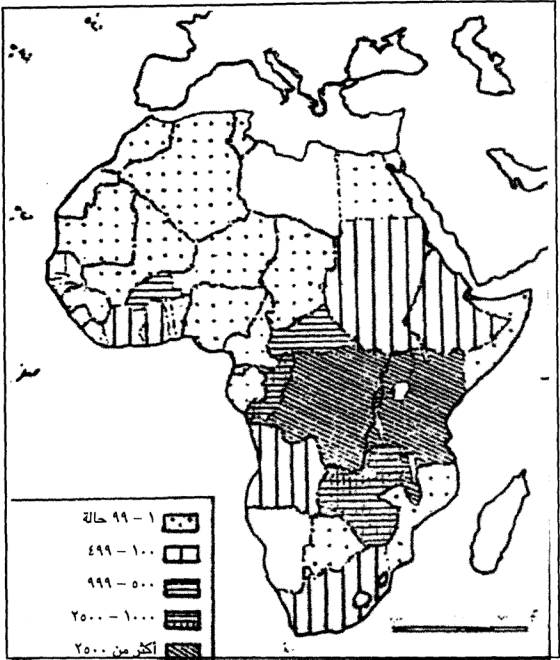 ١ – ٩٩ حالة
١٠٠ – ٤٩٩
٥٠٠ – ٩٩٩
١٠٠٠ – ٢٥٠٠
أكثر من ٢٥٠٠